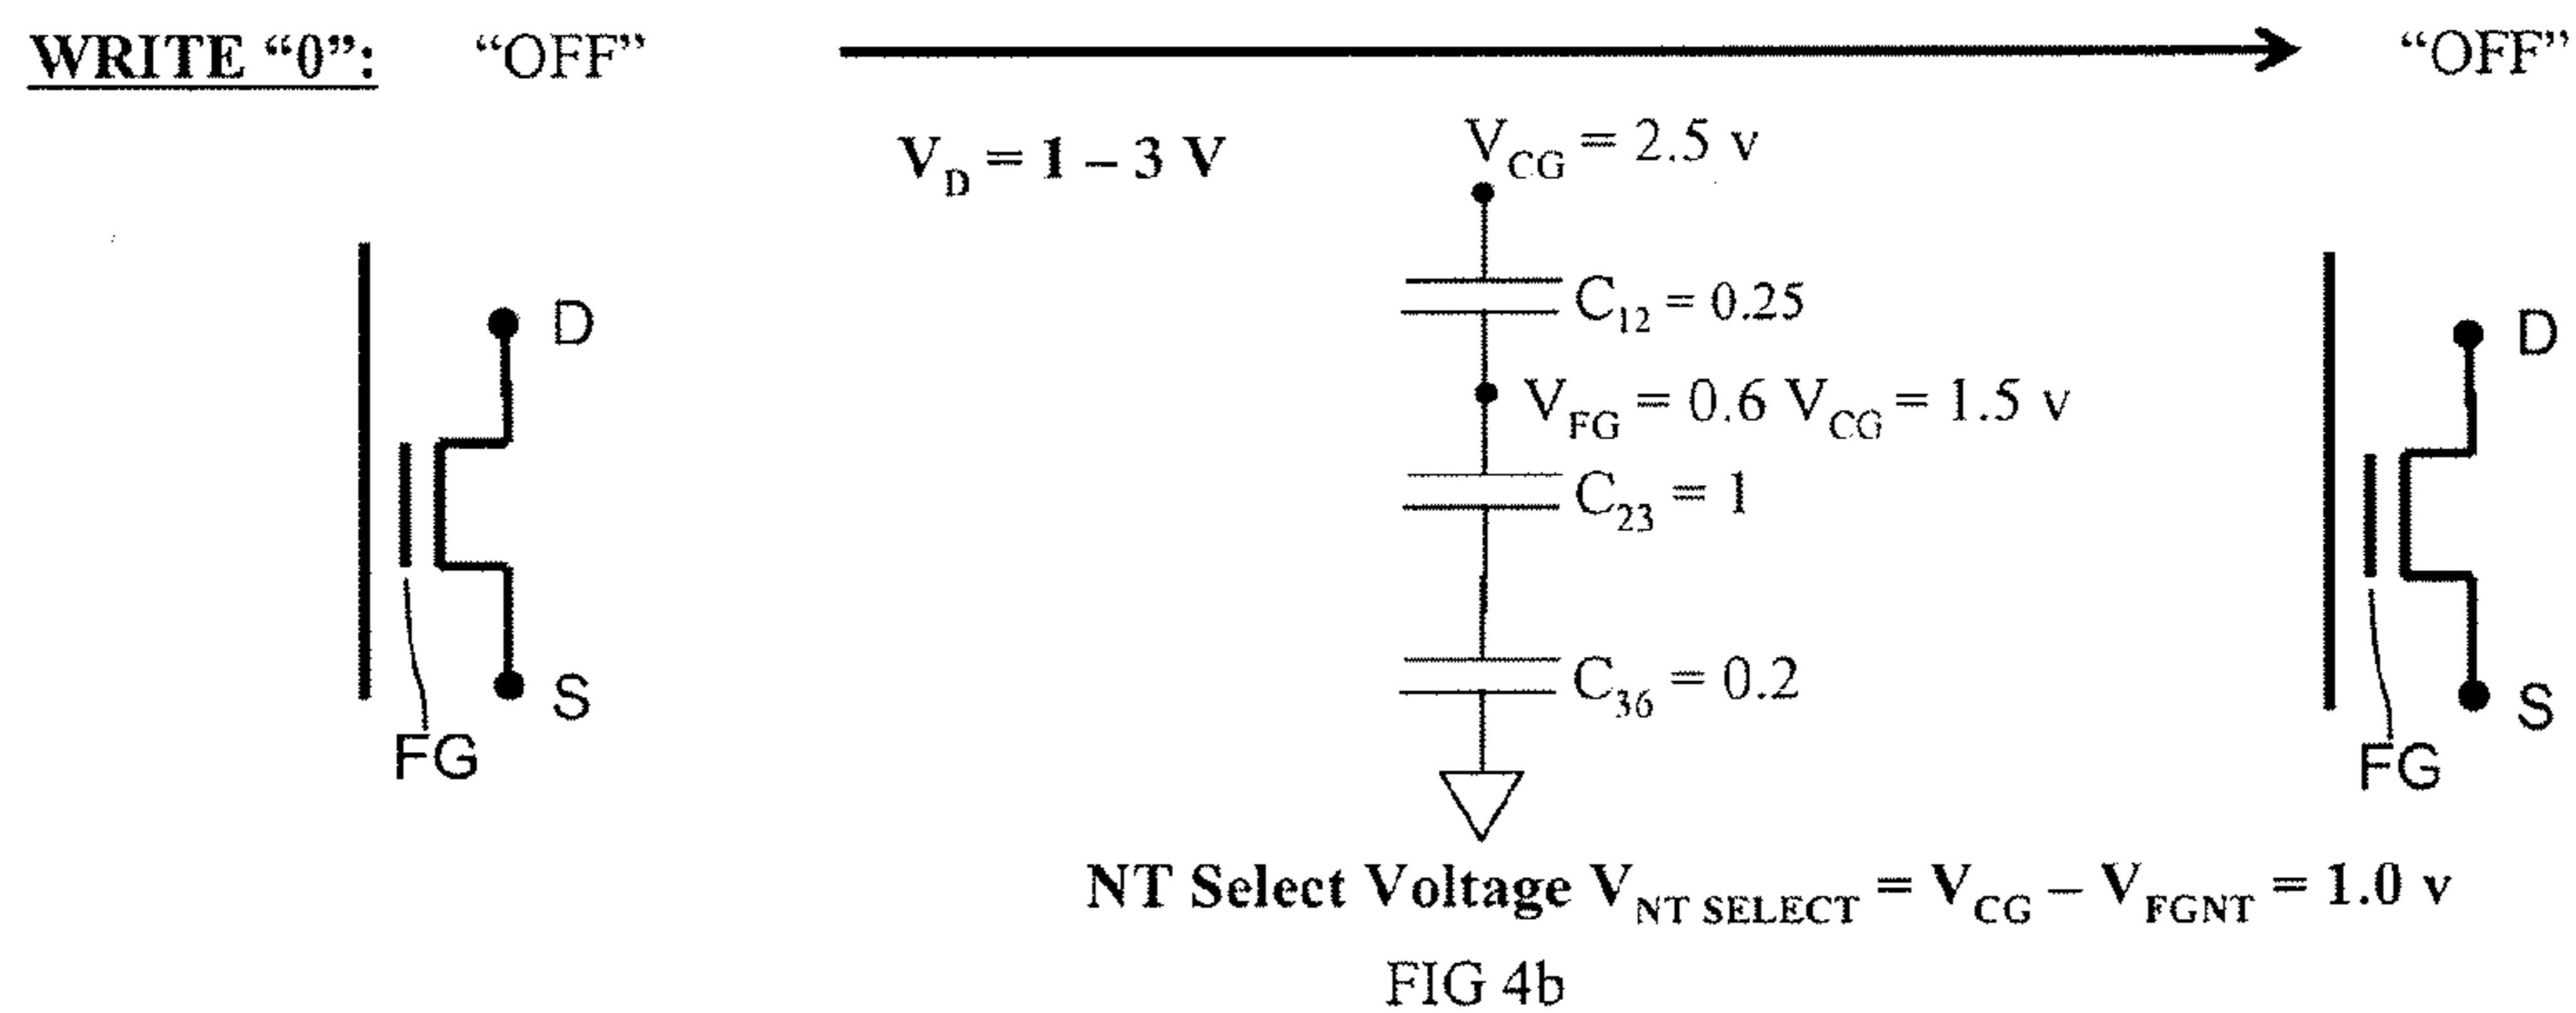 WRITE “0”: “OFF” “OFF”
V_D = 1 – 3 V
V_CG = 2.5 v
D
C_12 = 0.25
D
V_FG = 0.6 V_CG = 1.5 v
C_23 = 1
S
C_36 = 0.2
S
FG
FG
NT Select Voltage V_NT SELECT = V_CG – V_FGNT = 1.0 v
FIG 4b